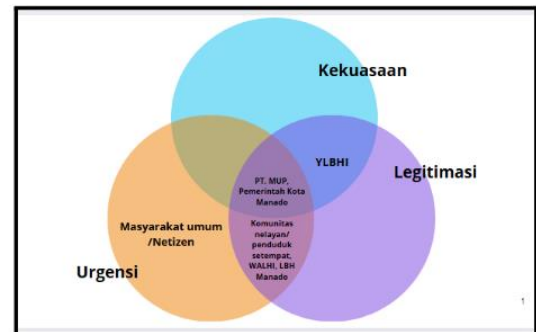 Kekuasaan
YLBHI
Legitimasi
PT. MUP,
Pemerintah Kota
Manado
Masyarakat umum
/Netizen
Komunitas
nelayan/
penduduk
setempat,
WALHI, LBH
Manado
Urgensi
1